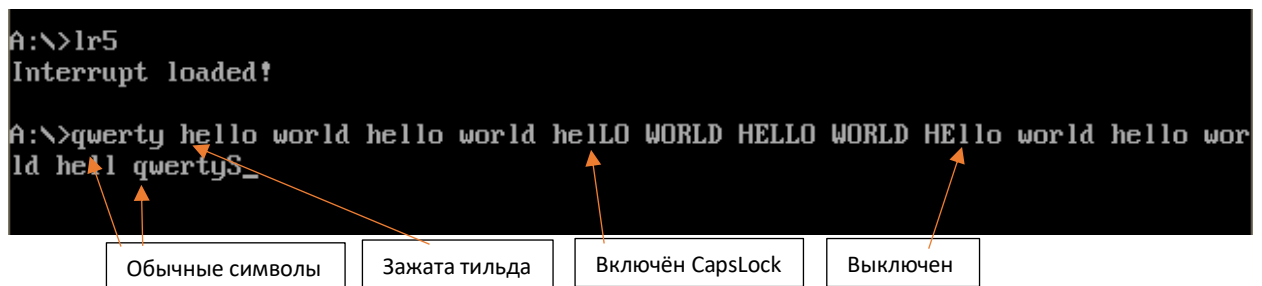 A:\>lr5
Interrupt loaded!
A:\>qwerty hello world hello world helLO WORLD HELLO WORLD HEllo world hello wor
ld hell qwertyS_
Обычные символы
Зажата тильда
Включён CapsLock
Выключен